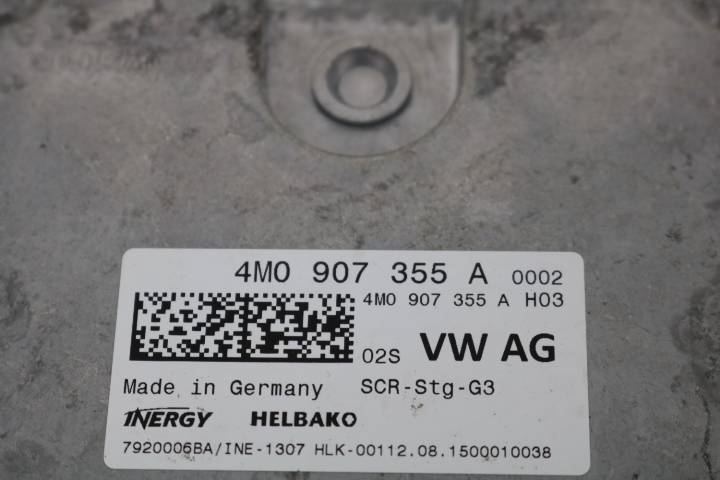 4M0 907 355 A 0002
4M0 907 355 A H03
02S VW AG
Made in Germany SCR-Stg-G3
INERGY HELBAKO
7920006BA/INE-1307 HLK-00112.08.1500010038